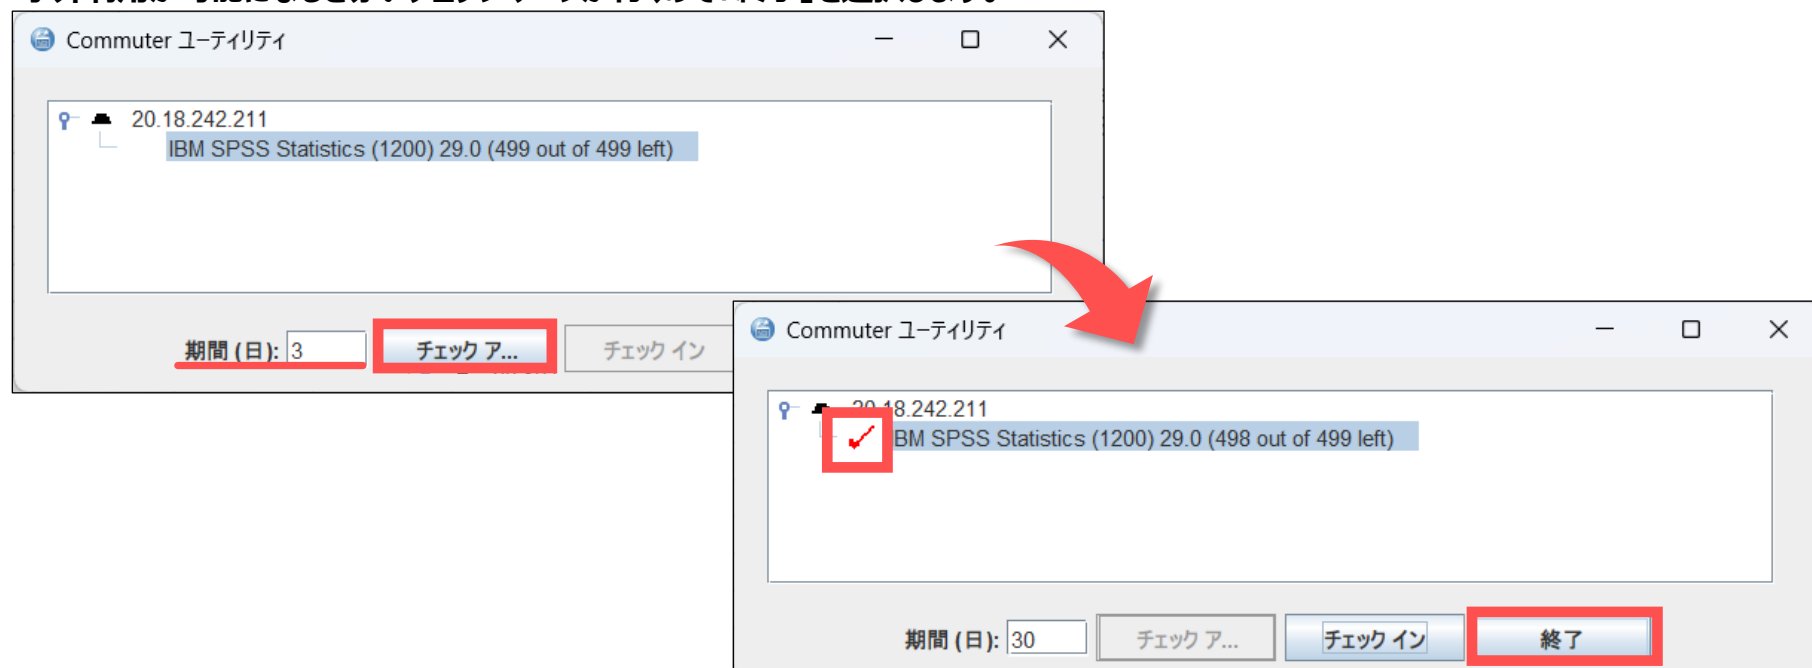 Commuter ユーティリティ
20.18.242.211
IBM SPSS Statistics (1200) 29.0 (499 out of 499 left)
期間 (日): 3 チェック ア... チェック イン
Commuter ユーティリティ
20.18.242.211
BM SPSS Statistics (1200) 29.0 (498 out of 499 left)
期間 (日): 30 チェック ア... チェック イン 終了